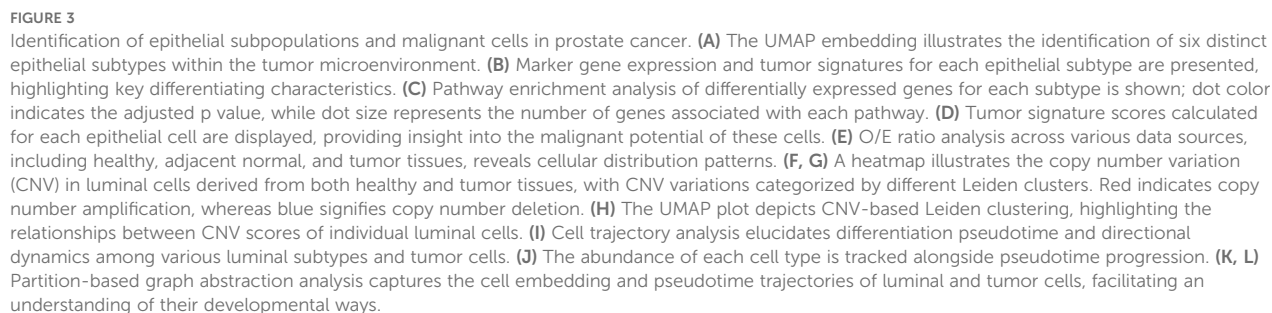 FIGURE 3
Identification of epithelial subpopulations and malignant cells in prostate cancer. (A) The UMAP embedding illustrates the identification of six distinct
epithelial subtypes within the tumor microenvironment. (B) Marker gene expression and tumor signatures for each epithelial subtype are presented,
highlighting key differentiating characteristics. (C) Pathway enrichment analysis of differentially expressed genes for each subtype is shown; dot color
indicates the adjusted p value, while dot size represents the number of genes associated with each pathway. (D) Tumor signature scores calculated
for each epithelial cell are displayed, providing insight into the malignant potential of these cells. (E) O/E ratio analysis across various data sources,
including healthy, adjacent normal, and tumor tissues, reveals cellular distribution patterns. (F, G) A heatmap illustrates the copy number variation
(CNV) in luminal cells derived from both healthy and tumor tissues, with CNV variations categorized by different Leiden clusters. Red indicates copy
number amplification, whereas blue signifies copy number deletion. (H) The UMAP plot depicts CNV-based Leiden clustering, highlighting the
relationships between CNV scores of individual luminal cells. (I) Cell trajectory analysis elucidates differentiation pseudotime and directional
dynamics among various luminal subtypes and tumor cells. (J) The abundance of each cell type is tracked alongside pseudotime progression. (K, L)
Partition-based graph abstraction analysis captures the cell embedding and pseudotime trajectories of luminal and tumor cells, facilitating an
understanding of their developmental ways.